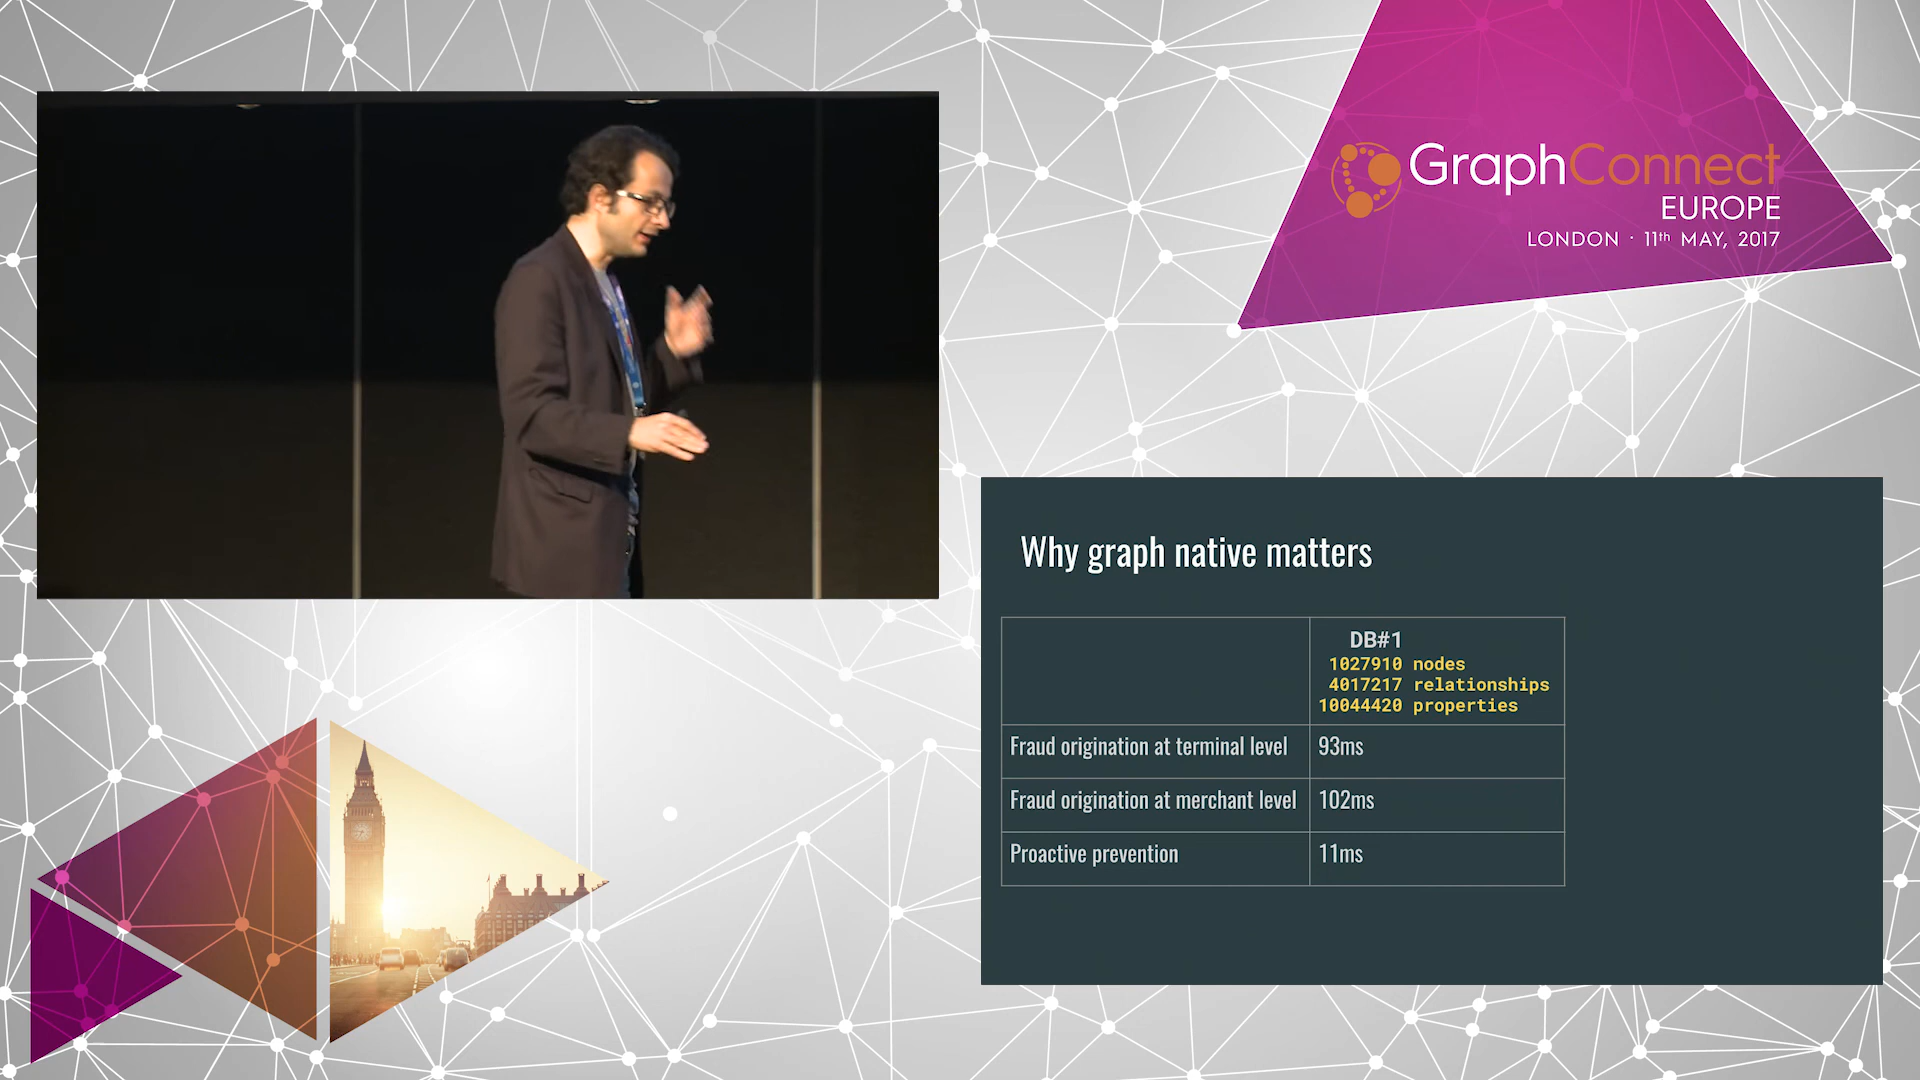 GraphConnect
EUROPE
LONDON · 11th MAY, 2017
Why graph native matters
DB#1
1027910 nodes
4017217 relationships
10044420 properties
Fraud origination at terminal level 93ms
Fraud origination at merchant level 102ms
Proactive prevention 11ms